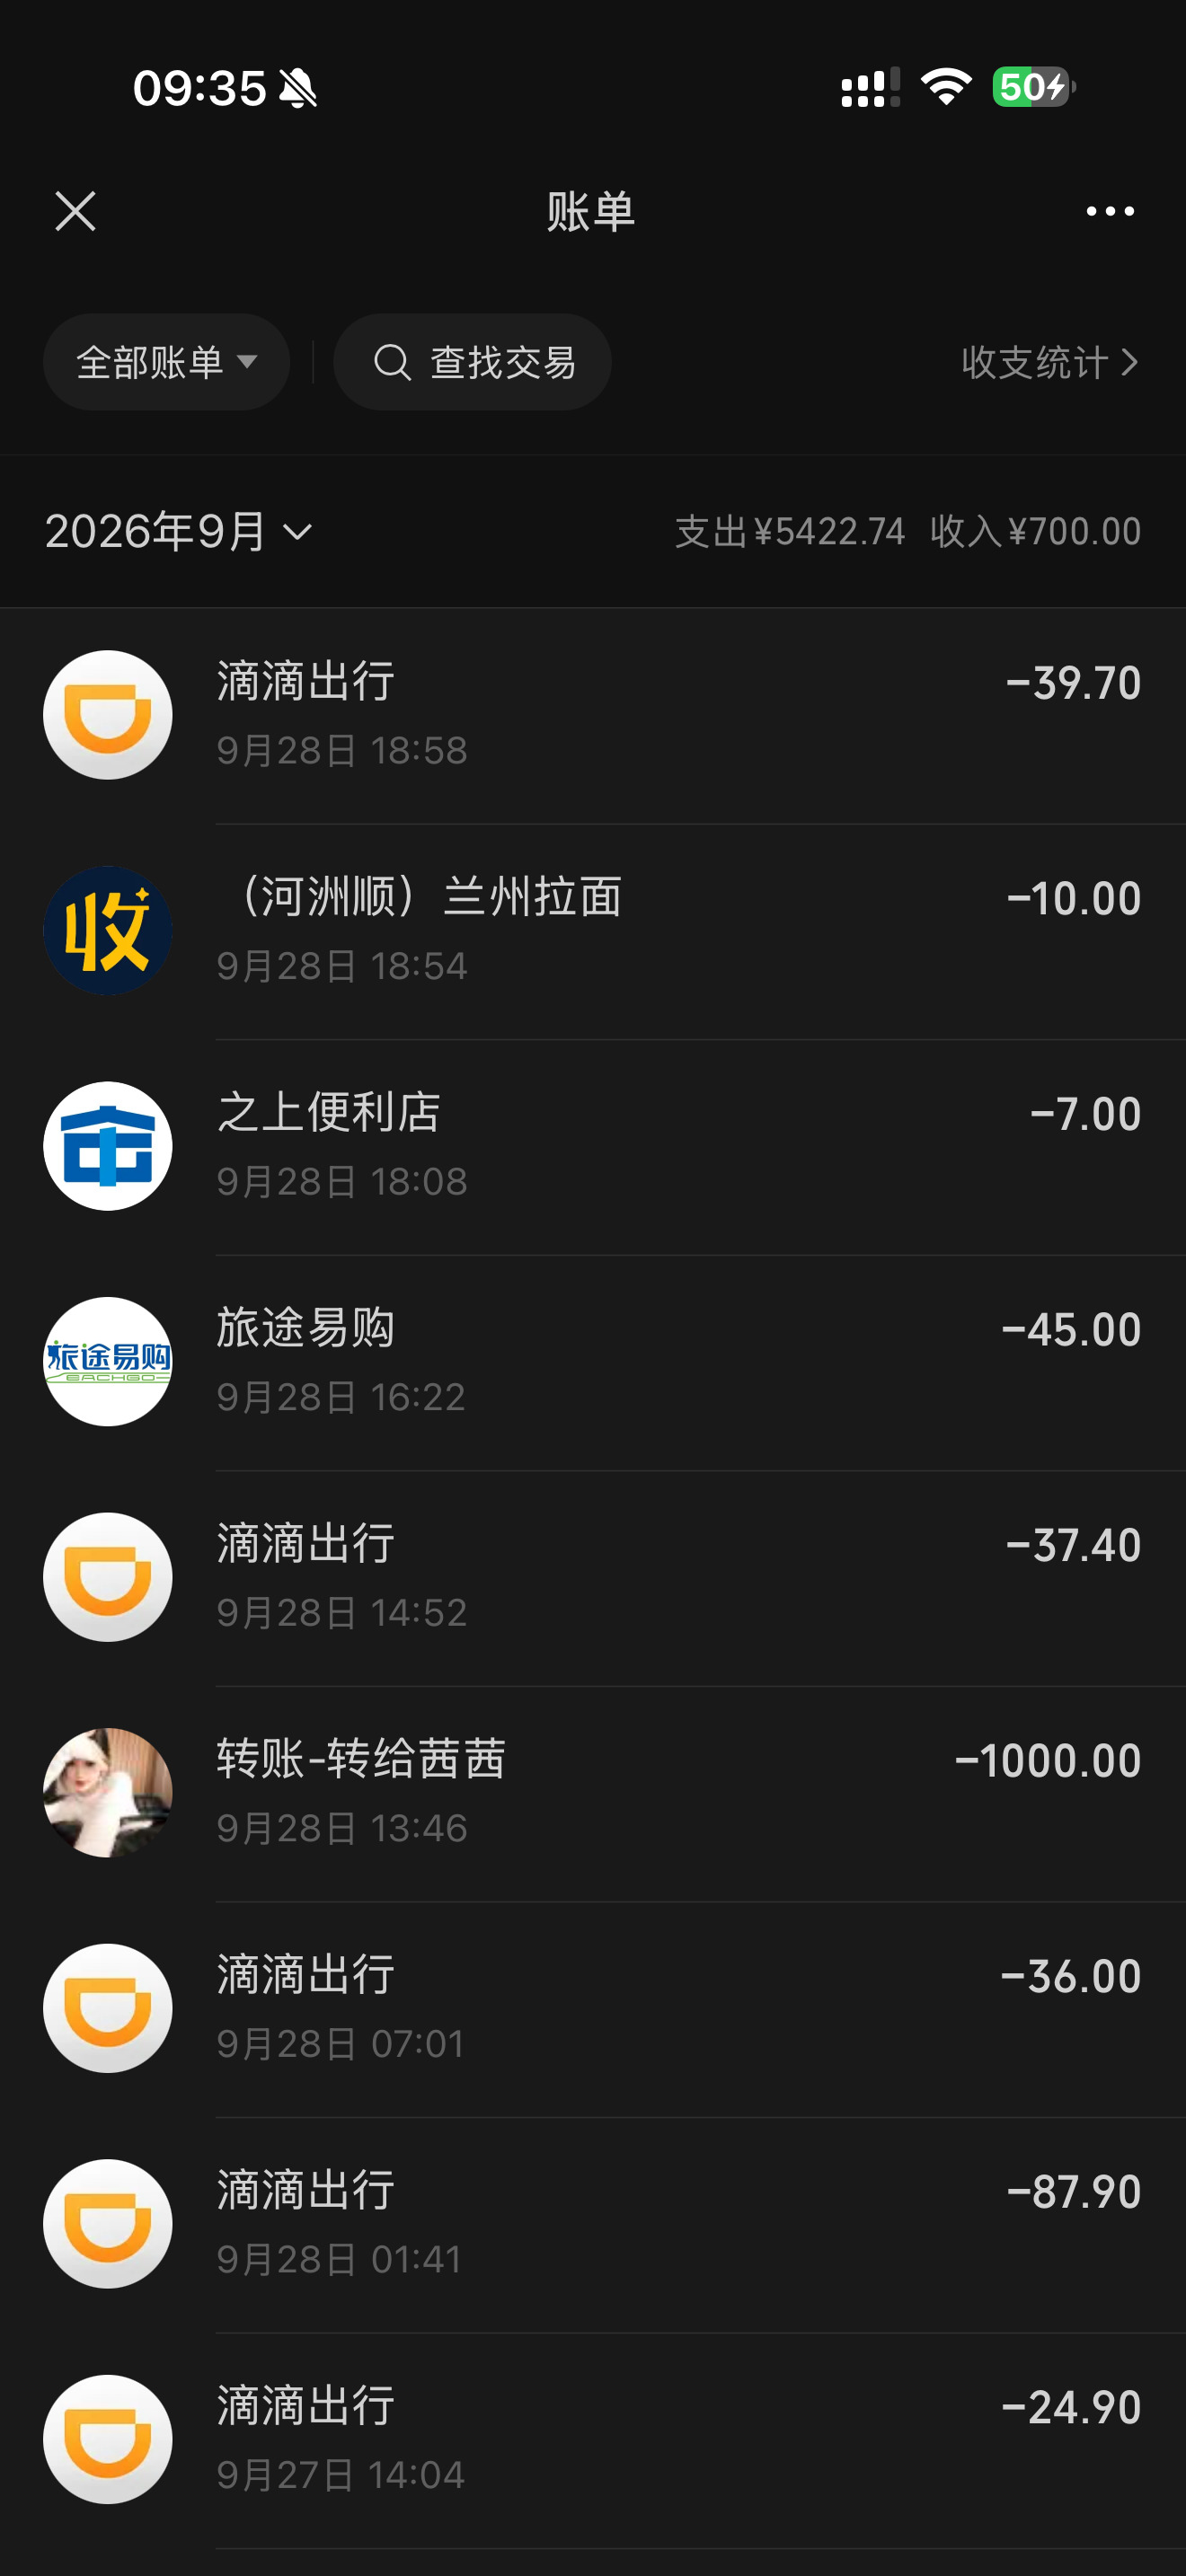 09:35
50
账单
全部账单
查找交易
收支统计
2026年9月
支出¥5422.74 收入¥700.00
滴滴出行 -39.70
9月28日 18:58
收
（河洲顺）兰州拉面 -10.00
9月28日 18:54
之上便利店 -7.00
9月28日 18:08
旅途易购
EACHGO
旅途易购 -45.00
9月28日 16:22
滴滴出行 -37.40
9月28日 14:52
转账-转给茜茜 -1000.00
9月28日 13:46
滴滴出行 -36.00
9月28日 07:01
滴滴出行 -87.90
9月28日 01:41
滴滴出行 -24.90
9月27日 14:04